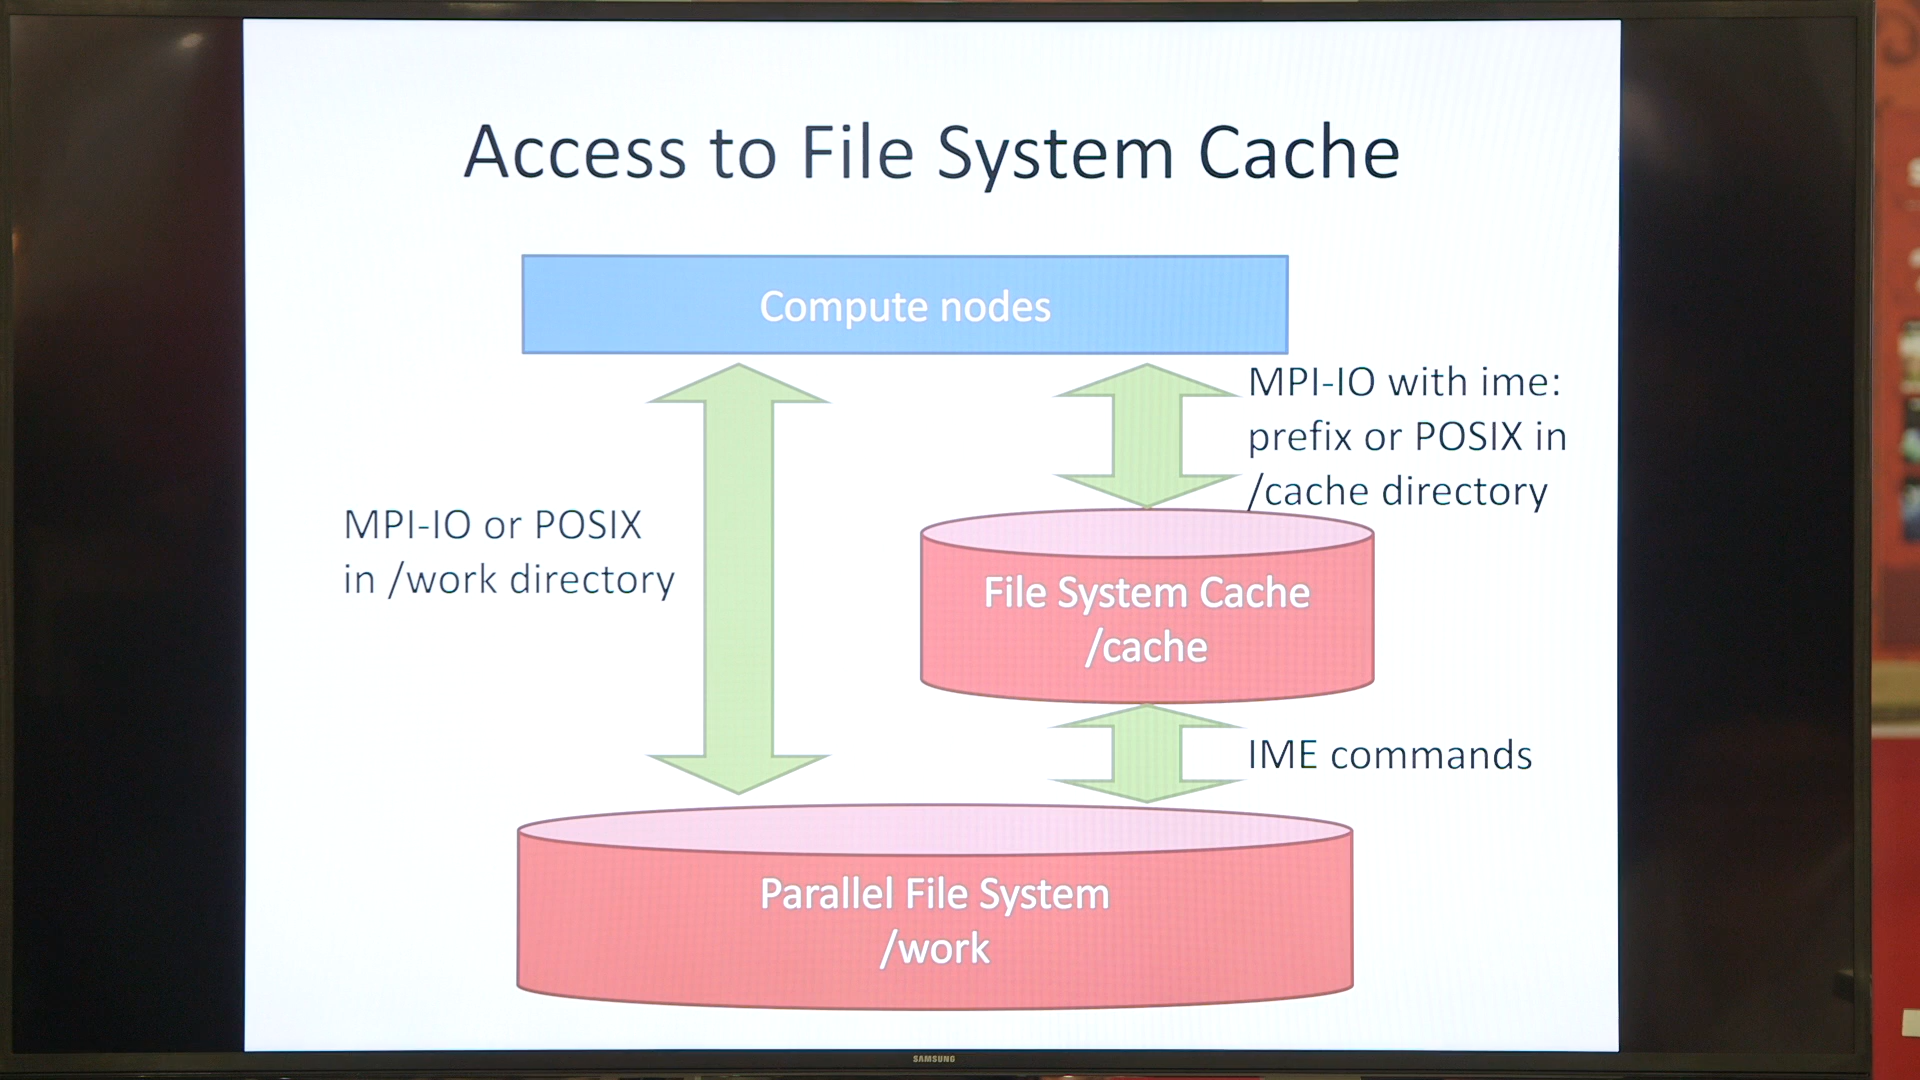 Access to File System Cache
Compute nodes
MPI-IO with ime:
prefix or POSIX in
/cache directory
MPI-IO or POSIX
in /work directory
File System Cache
/cache
IME commands
Parallel File System
/work
SAMSUNG